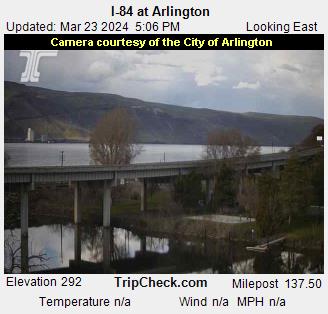 I-84 at Arlington
Updated: Mar 23 2024 5:06 PM Looking East
Camera courtesy of the City of Arlington
Elevation 292 TripCheck.com Milepost 137.50
Temperature n/a Wind n/a MPH n/a